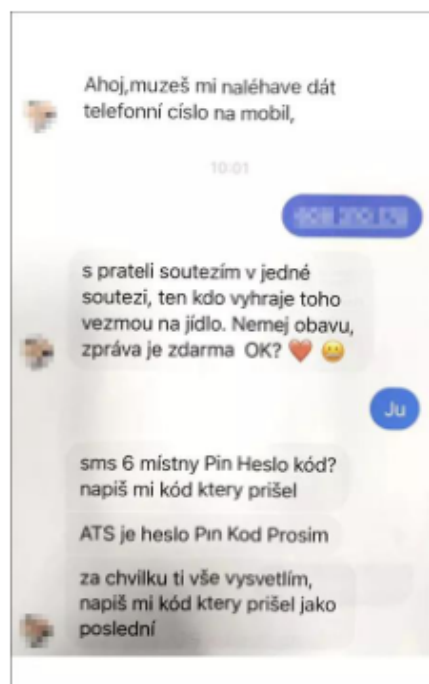 Ahoj,muzeš mi naléhave dát
telefonní císlo na mobil,
10:01
s prateli soutezím v jedné
soutezi, ten kdo vyhraje toho
vezmou na jídlo. Nemej obavu,
zpráva je zdarma OK? ❤️ 😀
Ju
sms 6 místny Pin Heslo kód?
napiš mi kód ktery prišel
ATS je heslo Pin Kod Prosim
za chvilku ti vše vysvetlím,
napiš mi kód ktery prišel jako
poslední